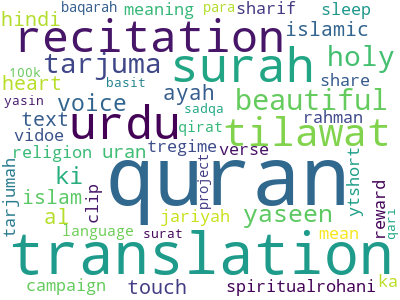 baqarah para sharif sleep
hindi meaning
recitation islamic
100k tarjuma surah holy
heart basit share
yasin voice ayah beautiful
text sadqa rahman
vidoe urdu qirat tilawat
religion uran tregime verse
tarjumah ki quran project ytshort reward qari
islam clip
al jariyah yaseen
language surat mean
translation
campaign touch spiritualrohani ka